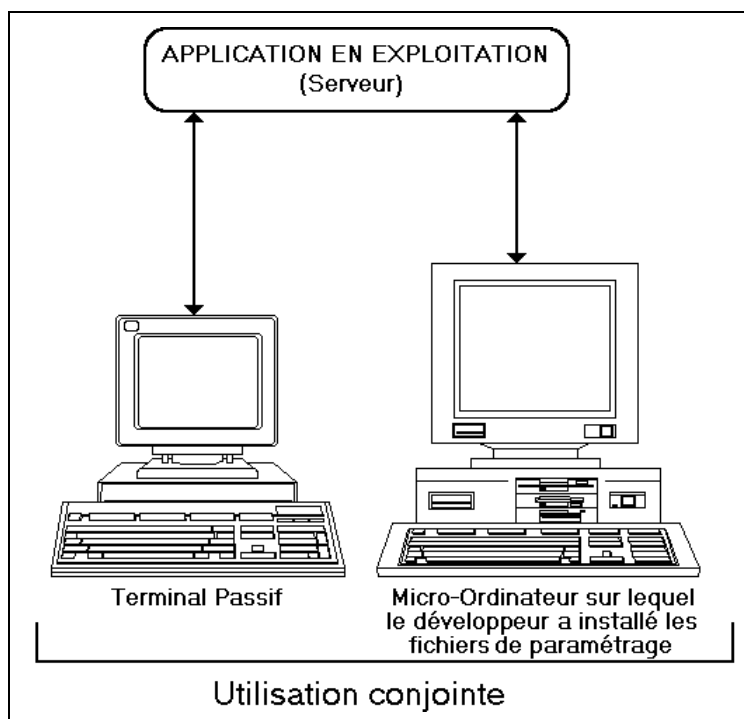 APPLICATION EN EXPLOITATION
(Serveur)
Terminal Passif
Micro-Ordinateur sur lequel
le développeur a installé les
fichiers de paramétrage
Utilisation conjointe